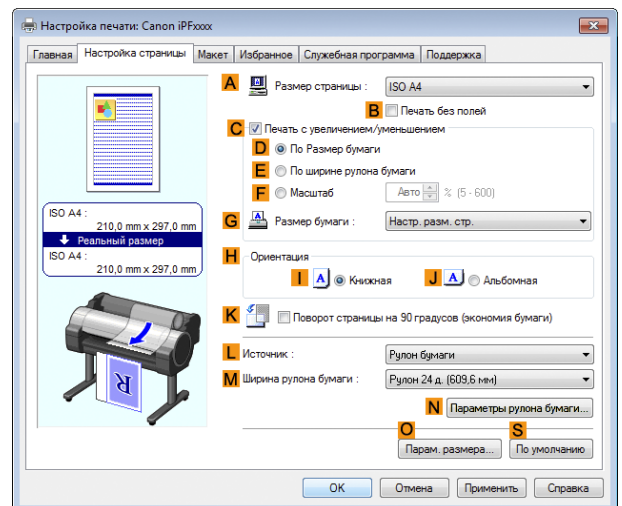 Настройка печати: Canon iPFxxxx
Главная Настройка страницы Макет Избранное Служебная программа Поддержка
A Размер страницы : ISO A4
B Печать без полей
C Печать с увеличением/уменьшением
D По Размер бумаги
E По ширине рулона бумаги
F Масштаб Авто % (5 - 600)
G Размер бумаги : Настр. разм. стр.
ISO A4 :
210,0 mm x 297,0 mm
Реальный размер
ISO A4 :
210,0 mm x 297,0 mm
H Ориентация
I A Книжная J A Альбомная
K Поворот страницы на 90 градусов (экономия бумаги)
L Источник : Рулон бумаги
M Ширина рулона бумаги : Рулон 24 д. (609,6 мм)
R
N Параметры рулона бумаги...
O S
Парам. размера... По умолчанию
OK Отмена Применить Справка